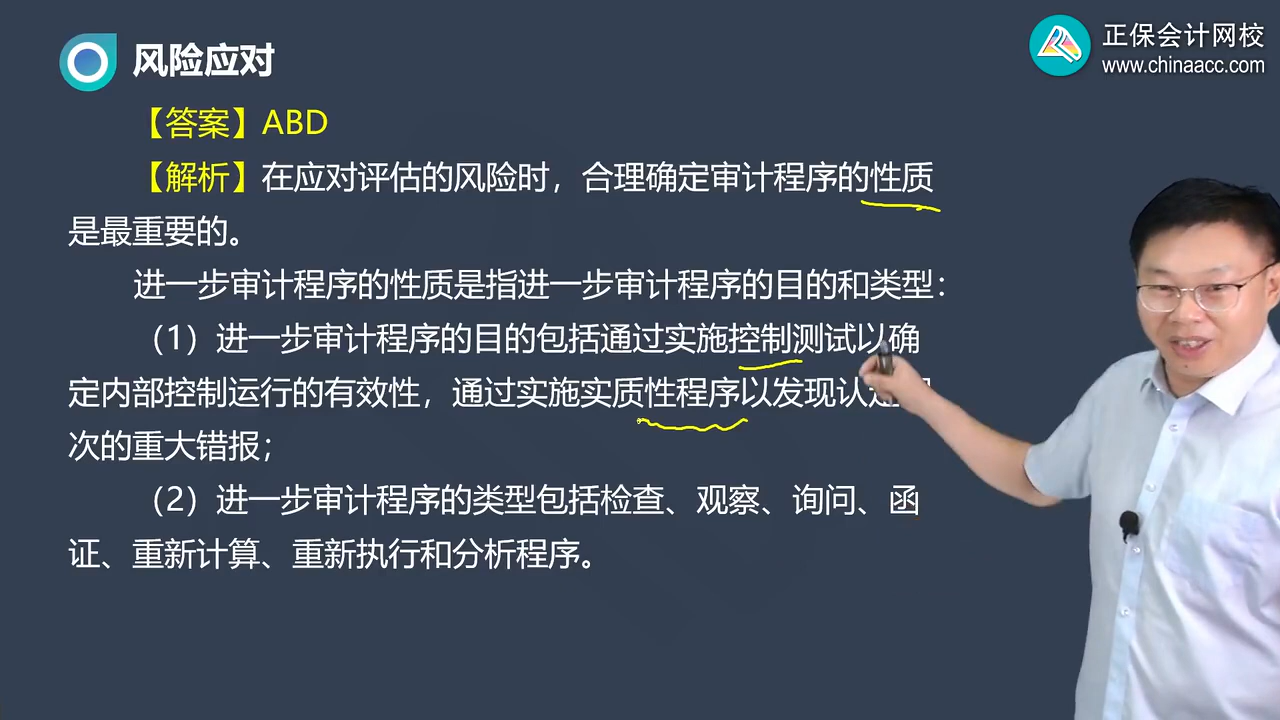 风险应对
正保会计网校
www.chinaacc.com
【答案】ABD
【解析】在应对评估的风险时，合理确定审计程序的性质
是最重要的。
进一步审计程序的性质是指进一步审计程序的目的和类型：
（1）进一步审计程序的目的包括通过实施控制测试以确
定内部控制运行的有效性，通过实施实质性程序以发现认定
次的重大错报；
（2）进一步审计程序的类型包括检查、观察、询问、函
证、重新计算、重新执行和分析程序。